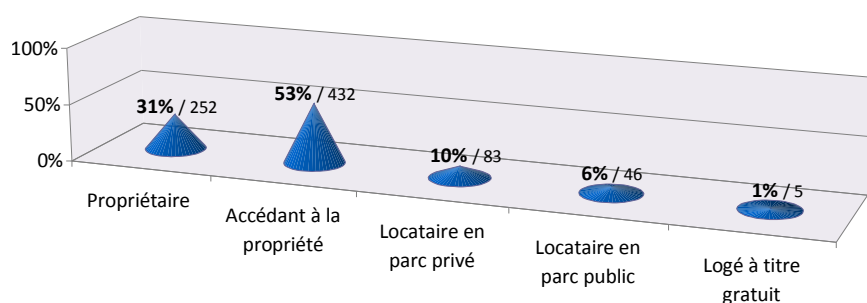 100%
50%
0%
31% / 252
53% / 432
10% / 83
6% / 46
1% / 5
Propriétaire
Accédant à la
propriété
Locataire en
parc privé
Locataire en
parc public
Logé à titre
gratuit